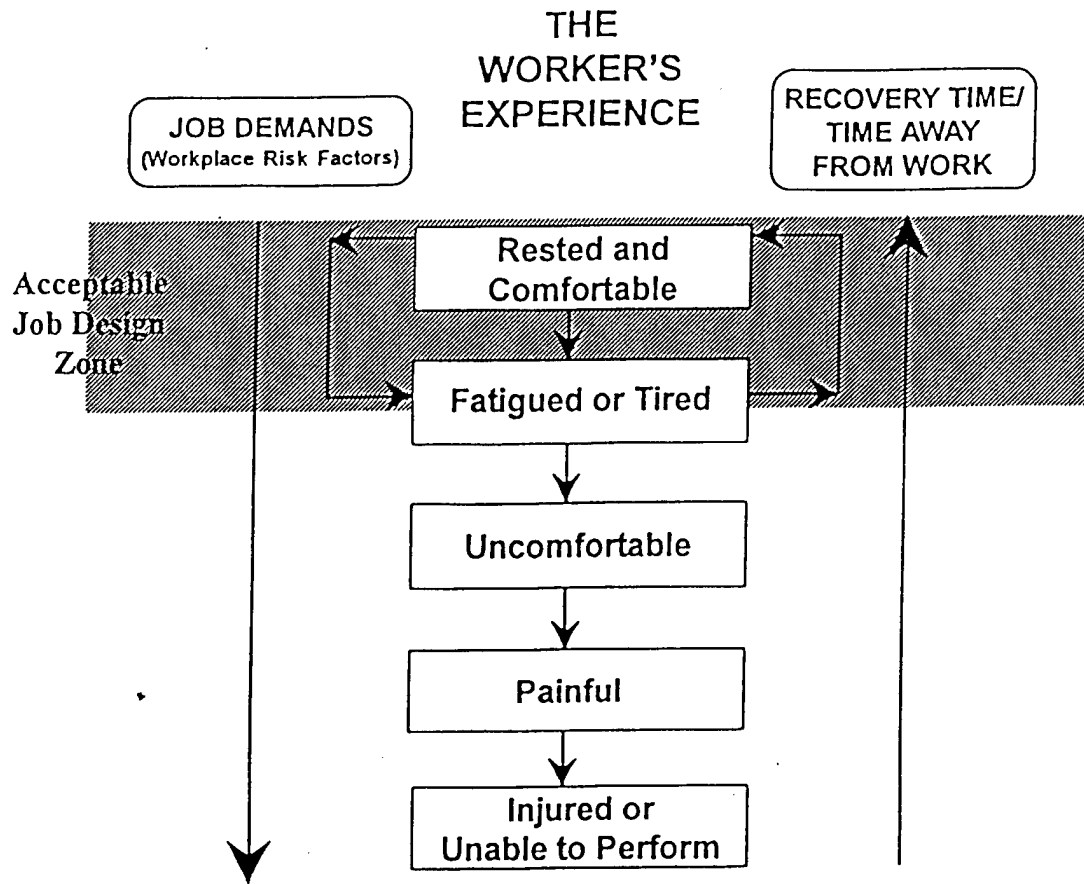 THE
WORKER'S
EXPERIENCE
JOB DEMANDS
(Workplace Risk Factors)
RECOVERY TIME/
TIME AWAY
FROM WORK
Acceptable
Job Design
Zone
Rested and
Comfortable
Fatigued or Tired
Uncomfortable
Painful
Injured or
Unable to Perform